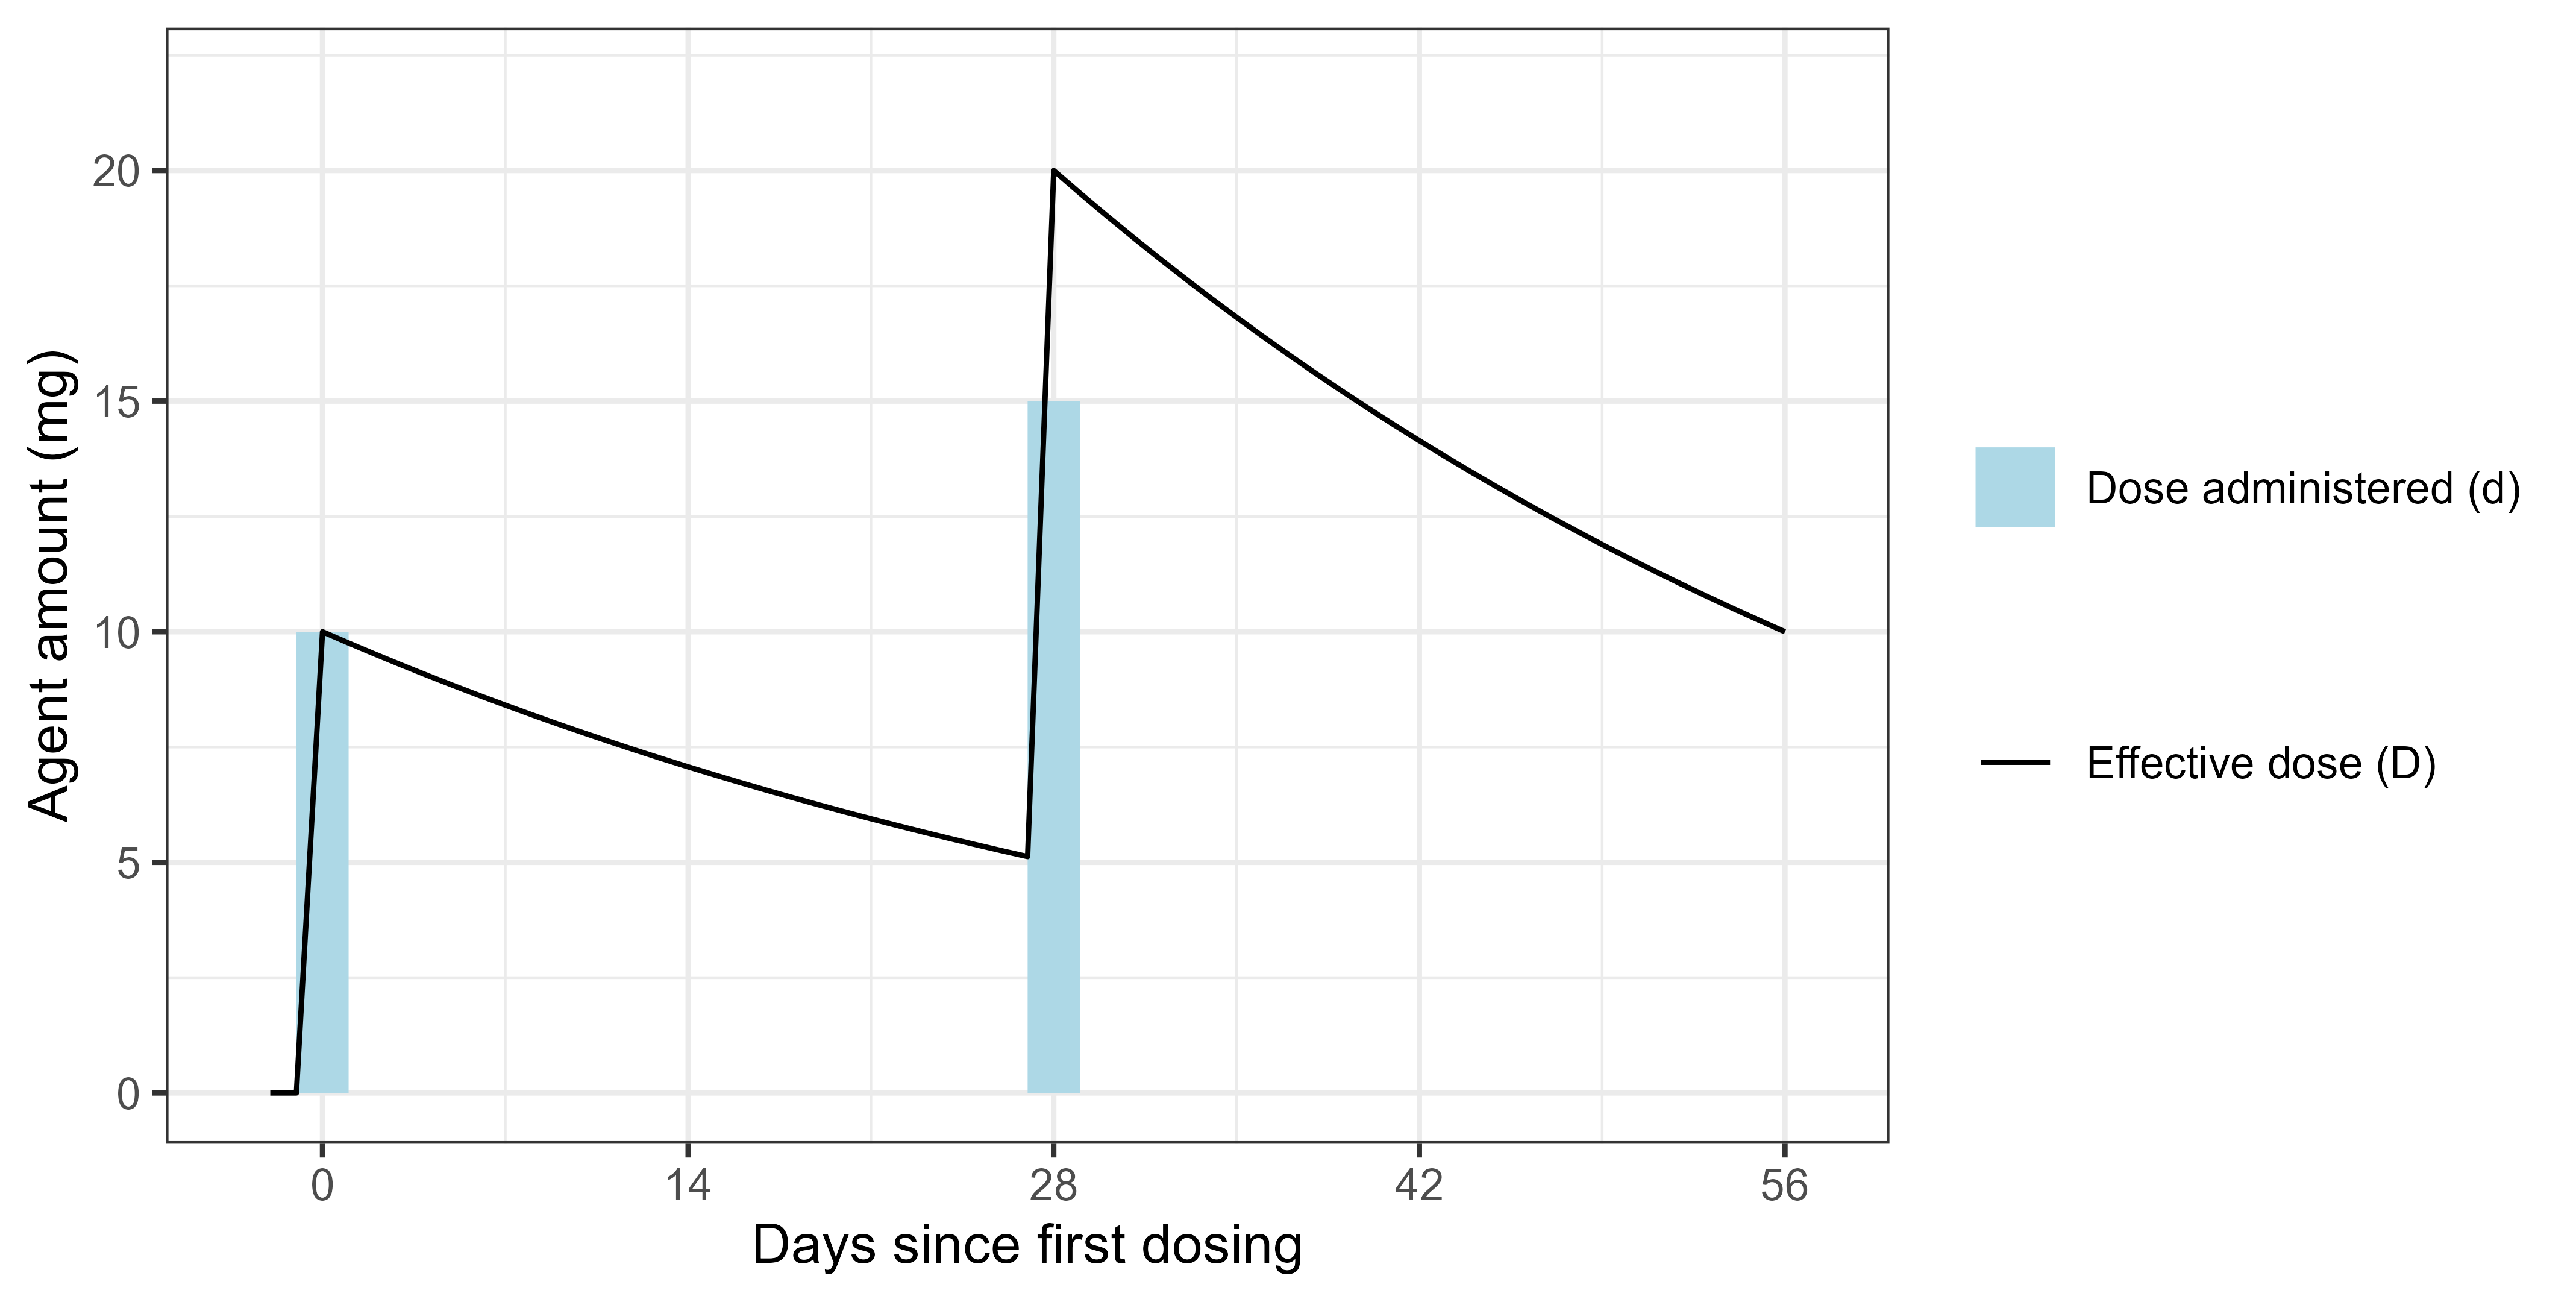 Agent amount (mg)
20
15
10
5
0
0 14 28 42 56
Days since first dosing
Dose administered (d)
Effective dose (D)